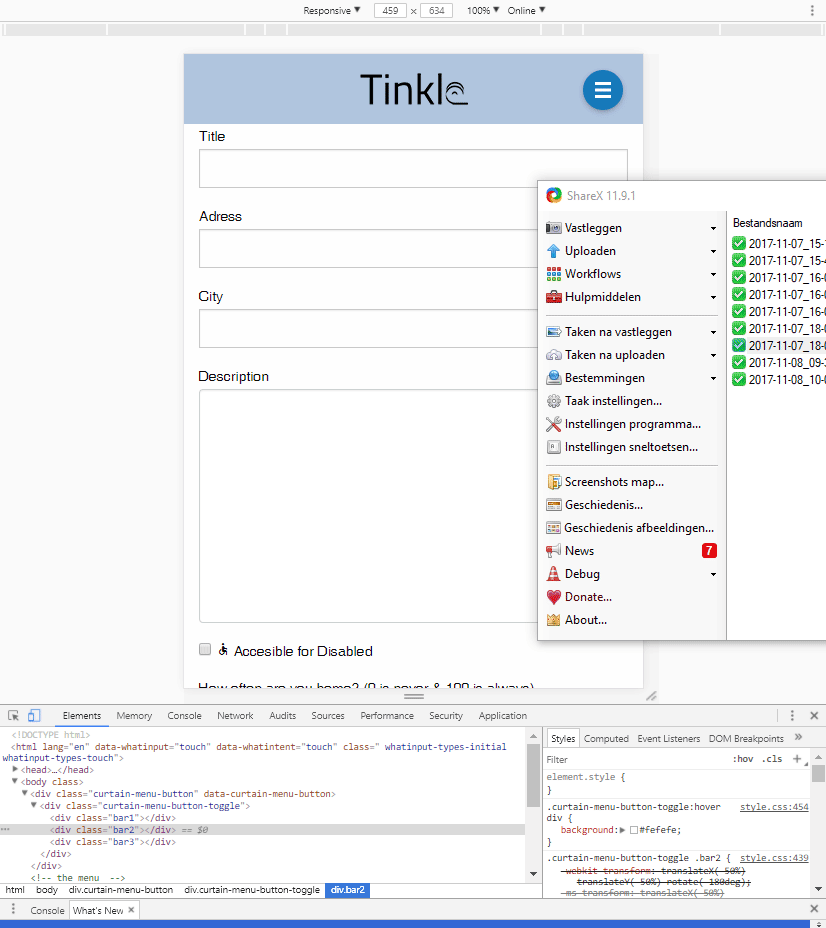 Responsive ▼ 459 × 634 100% ▼ Online ▼
Tinkle
Title
Adress
City
Description
Accesible for Disabled
How often are you home? (0 is never & 100 is always)
ShareX 11.9.1
Vastleggen
Uploaden
Workflows
Hulpmiddelen
Taken na vastleggen
Taken na uploaden
Bestemmingen
Taak instellingen...
Instellingen programma...
Instellingen sneltoetsen...
Screenshots map...
Geschiedenis...
Geschiedenis afbeeldingen...
News 7
Debug
Donate...
About...
Bestandsnaam
2017-11-07_15-
2017-11-07_15-4
2017-11-07_16-0
2017-11-07_16-0
2017-11-07_16-0
2017-11-07_18-0
2017-11-07_18-0
2017-11-08_09-
2017-11-08_10-0
Elements Memory Console Network Audits Sources Performance Security Application
<!DOCTYPE html>
<html lang="en" data-whatinput="touch" data-whatintent="touch" class=" whatinput-types-initial
whatinput-types-touch">
<head>…</head>
<body class>
<div class="curtain-menu-button" data-curtain-menu-button>
<div class="curtain-menu-button-toggle">
<div class="bar1"></div>
<div class="bar2"></div> == $0
<div class="bar3"></div>
</div>
</div>
<!-- the menu -->
html body div.curtain-menu-button div.curtain-menu-button-toggle div.bar2
Styles Computed Event Listeners DOM Breakpoints »
Filter :hov .cls +
element.style {
}
.curtain-menu-button-toggle:hover style.css:454
div {
background:▶ #fefefe;
}
.curtain-menu-button-toggle .bar2 { style.css:439
-webkit-transform: translateX(-50%)
translateY(-50%) rotate(-180deg);
-ms-transform: translateX(-50%)
Console What's New ×